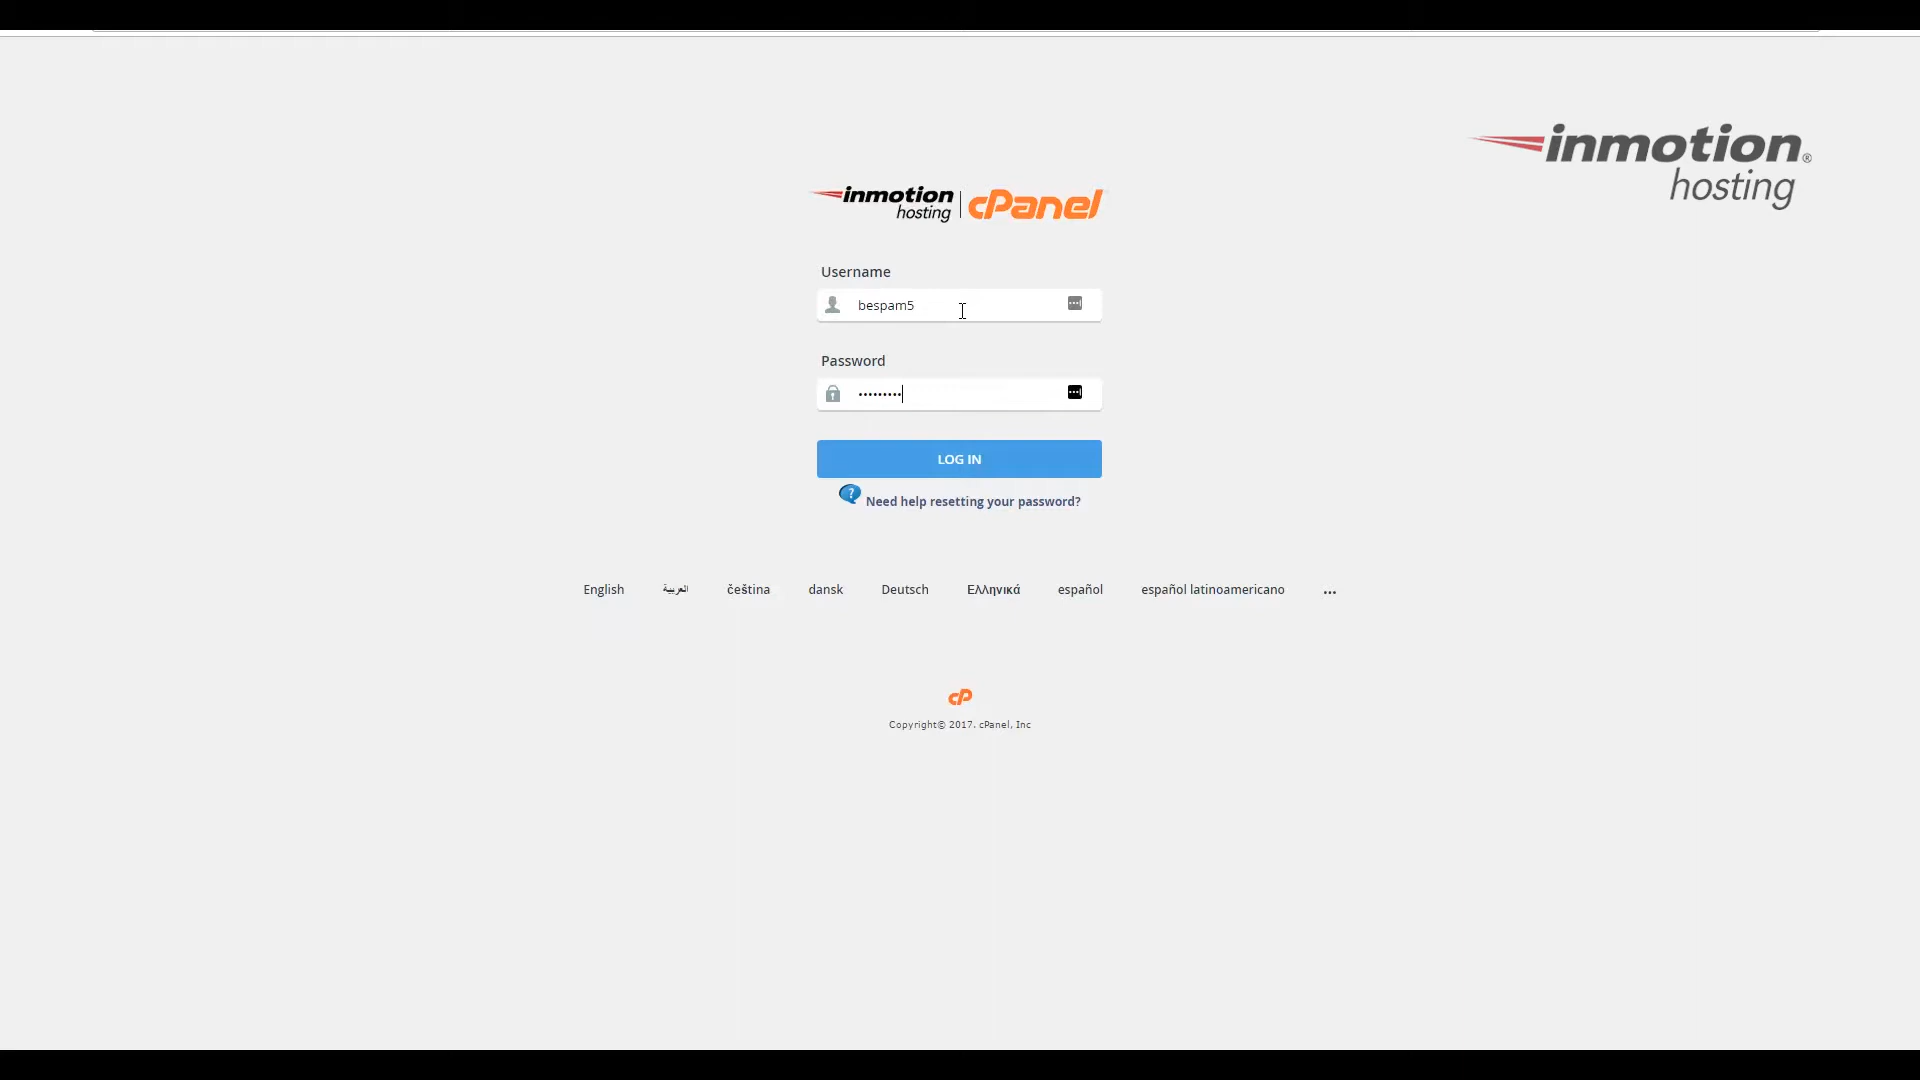 inmotion®
hosting
inmotion
hosting
cPanel
Username
bespam5
Password
•••••••••
LOG IN
? Need help resetting your password?
English العربية čeština dansk Deutsch Ελληνικά español español latinoamericano ...
cP
Copyright© 2017. cPanel, Inc